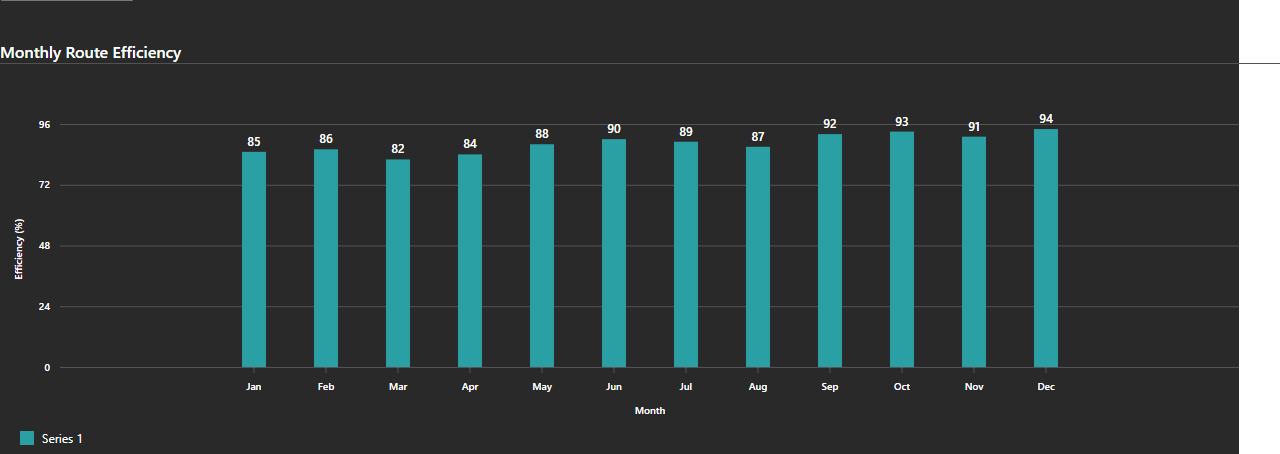 Monthly Route Efficiency
96
72
48
24
0
Efficiency (%)
85 86 82 84 88 90 89 87 92 93 91 94
Jan Feb Mar Apr May Jun Jul Aug Sep Oct Nov Dec
Month
Series 1